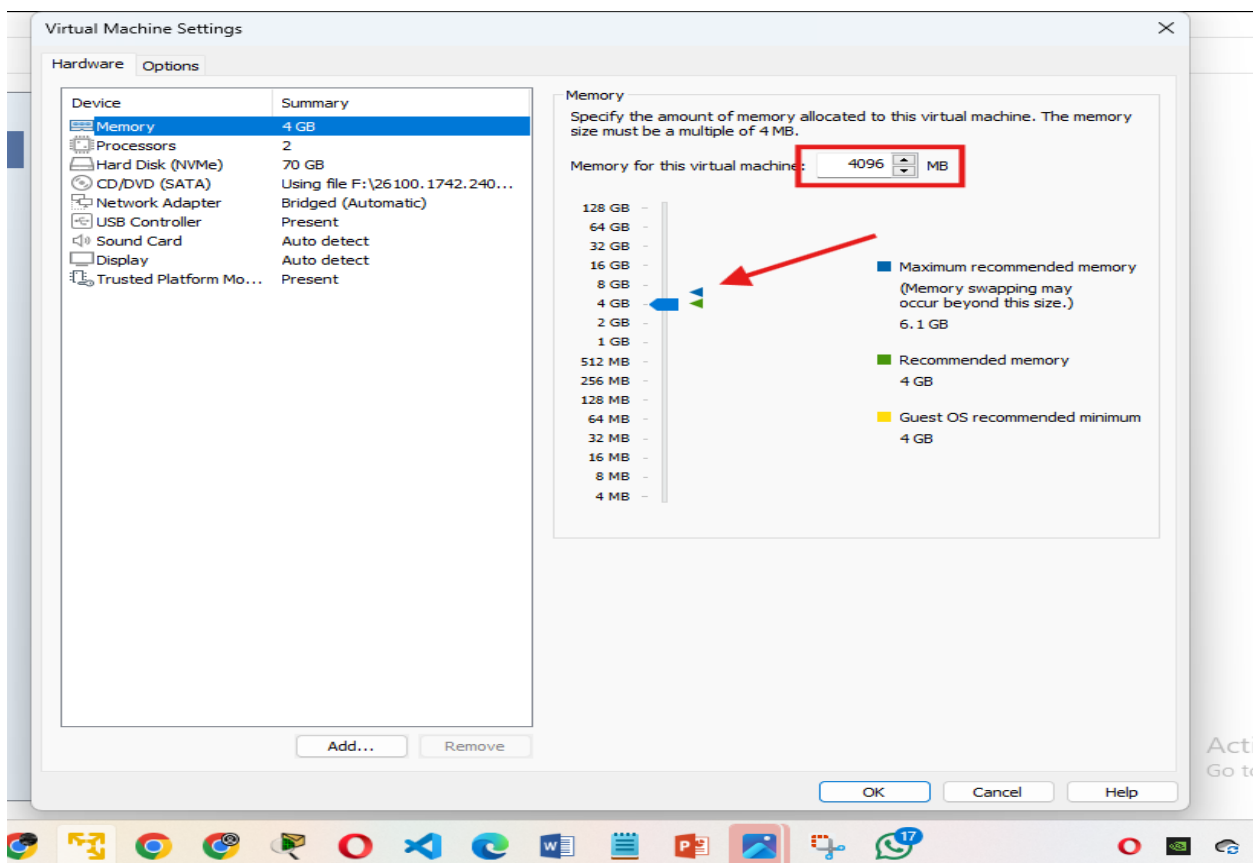 Virtual Machine Settings
Hardware Options
Device Summary
Memory 4 GB
Processors 2
Hard Disk (NVMe) 70 GB
CD/DVD (SATA) Using file F:\26100.1742.240...
Network Adapter Bridged (Automatic)
USB Controller Present
Sound Card Auto detect
Display Auto detect
Trusted Platform Mo... Present
Add... Remove
Memory
Specify the amount of memory allocated to this virtual machine. The memory
size must be a multiple of 4 MB.
Memory for this virtual machine: 4096 MB
128 GB
64 GB
32 GB
16 GB
8 GB
4 GB
2 GB
1 GB
512 MB
256 MB
128 MB
64 MB
32 MB
16 MB
8 MB
4 MB
Maximum recommended memory
(Memory swapping may
occur beyond this size.)
6.1 GB
Recommended memory
4 GB
Guest OS recommended minimum
4 GB
OK Cancel Help
Acti
Go to
17